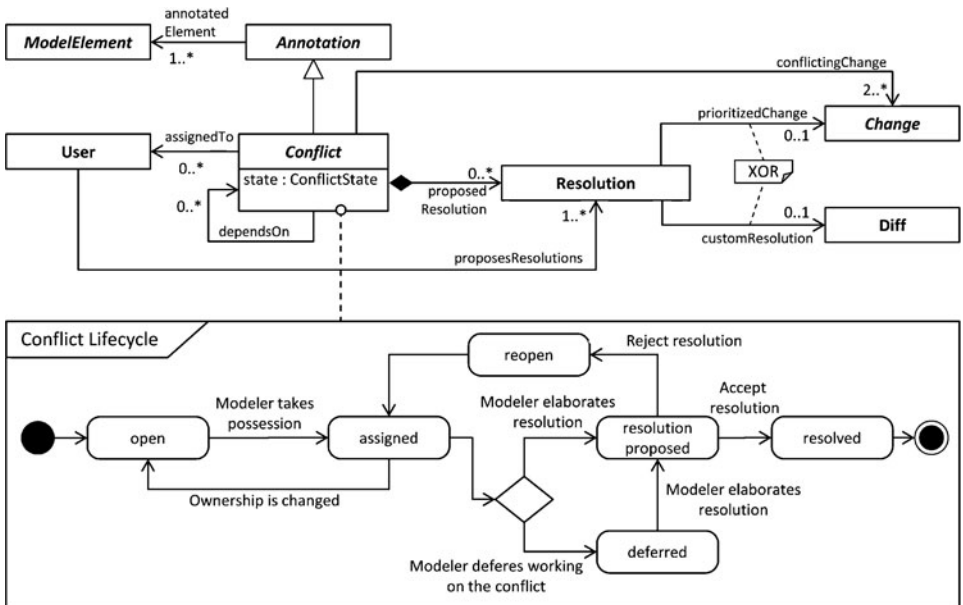 annotated
Element
ModelElement
Annotation
1..*
conflictingChange
2..*
prioritizedChange
Change
0..1
User
assignedTo
Conflict
0..*
state : ConflictState
0..*
0..*
XOR
proposed
Resolution
Resolution
1..*
dependsOn
0..1
customResolution
Diff
proposesResolutions
Conflict Lifecycle
reopen
Reject resolution
Modeler takes
possession
Modeler elaborates
resolution
Accept
resolution
open
assigned
resolution
proposed
resolved
Ownership is changed
Modeler elaborates
resolution
deferred
Modeler deferes working
on the conflict